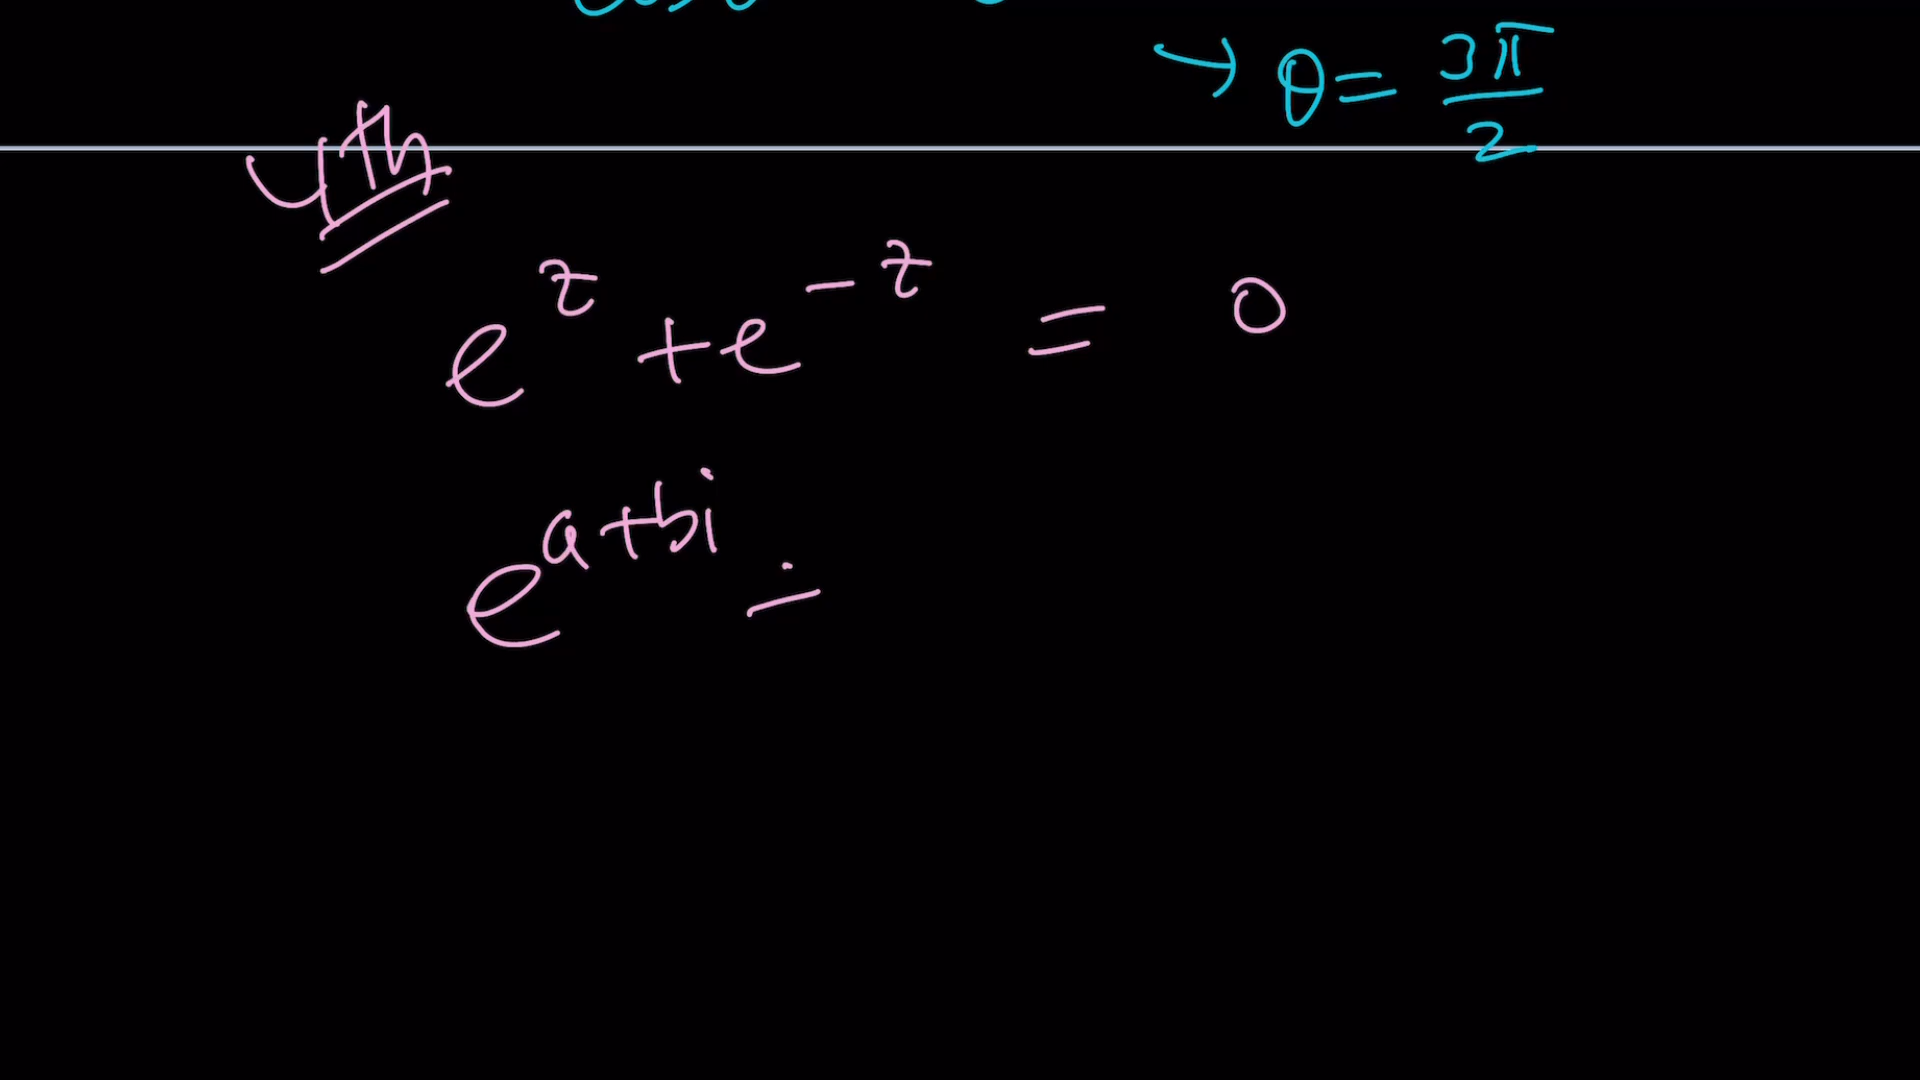 → θ = 3π/2
4th
e^z + e^-z = 0
e^a+bi =